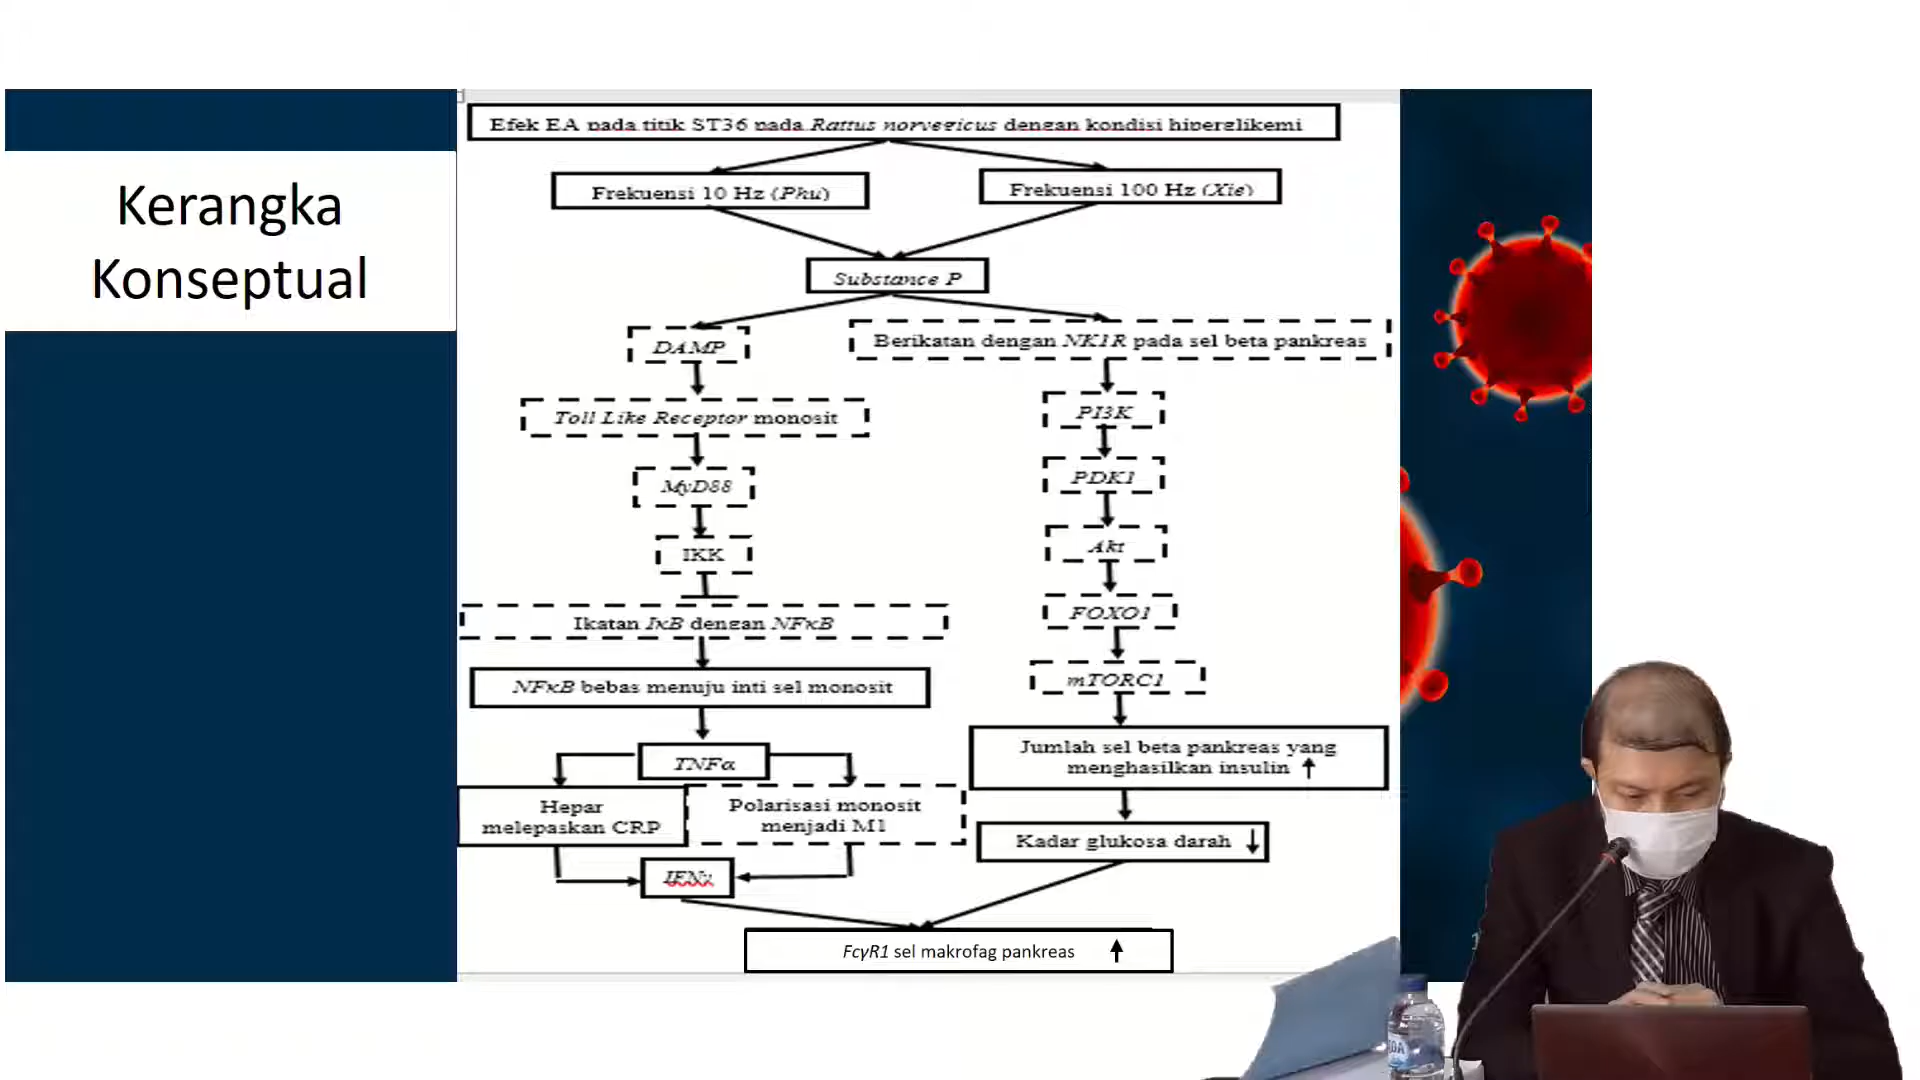 Kerangka
Konseptual
Efek EA pada titik ST36 pada Rattus norvegicus dengan kondisi hiperglikemi
Frekuensi 10 Hz (Phu)
Frekuensi 100 Hz (Xie)
Substance P
DAMP
Berikatan dengan NK1R pada sel beta pankreas
Toll Like Receptor monosit
PI3K
MyD88
PDK1
IKK
Akt
Ikatan IκB dengan NFκB
FOXO1
NFκB bebas menuju inti sel monosit
mTORC1
TNFα
Jumlah sel beta pankreas yang
menghasilkan insulin ↑
Hepar
melepaskan CRP
Polarisasi monosit
menjadi M1
Kadar glukosa darah ↓
IFNγ
FcγR1 sel makrofag pankreas ↑